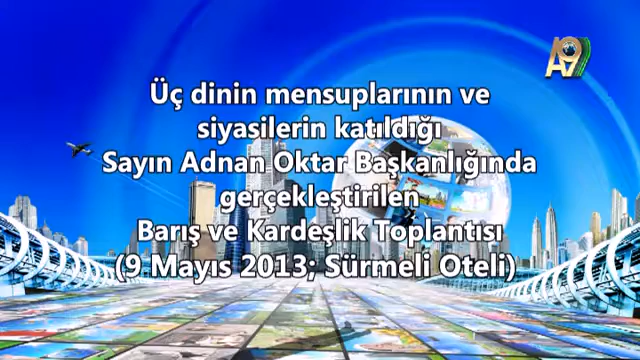 A9
Üç dinin mensuplarının ve
siyasilerin katıldığı
Sayın Adnan Oktar Başkanlığında
gerçekleştirilen
Barış ve Kardeşlik Toplantısı
(9 Mayıs 2013; Sürmeli Oteli)